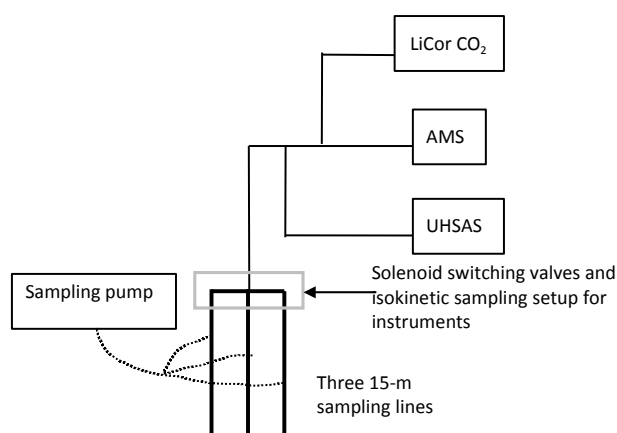 LiCor CO₂
AMS
UHSAS
Solenoid switching valves and
isokinetic sampling setup for
instruments
Sampling pump
Three 15-m
sampling lines